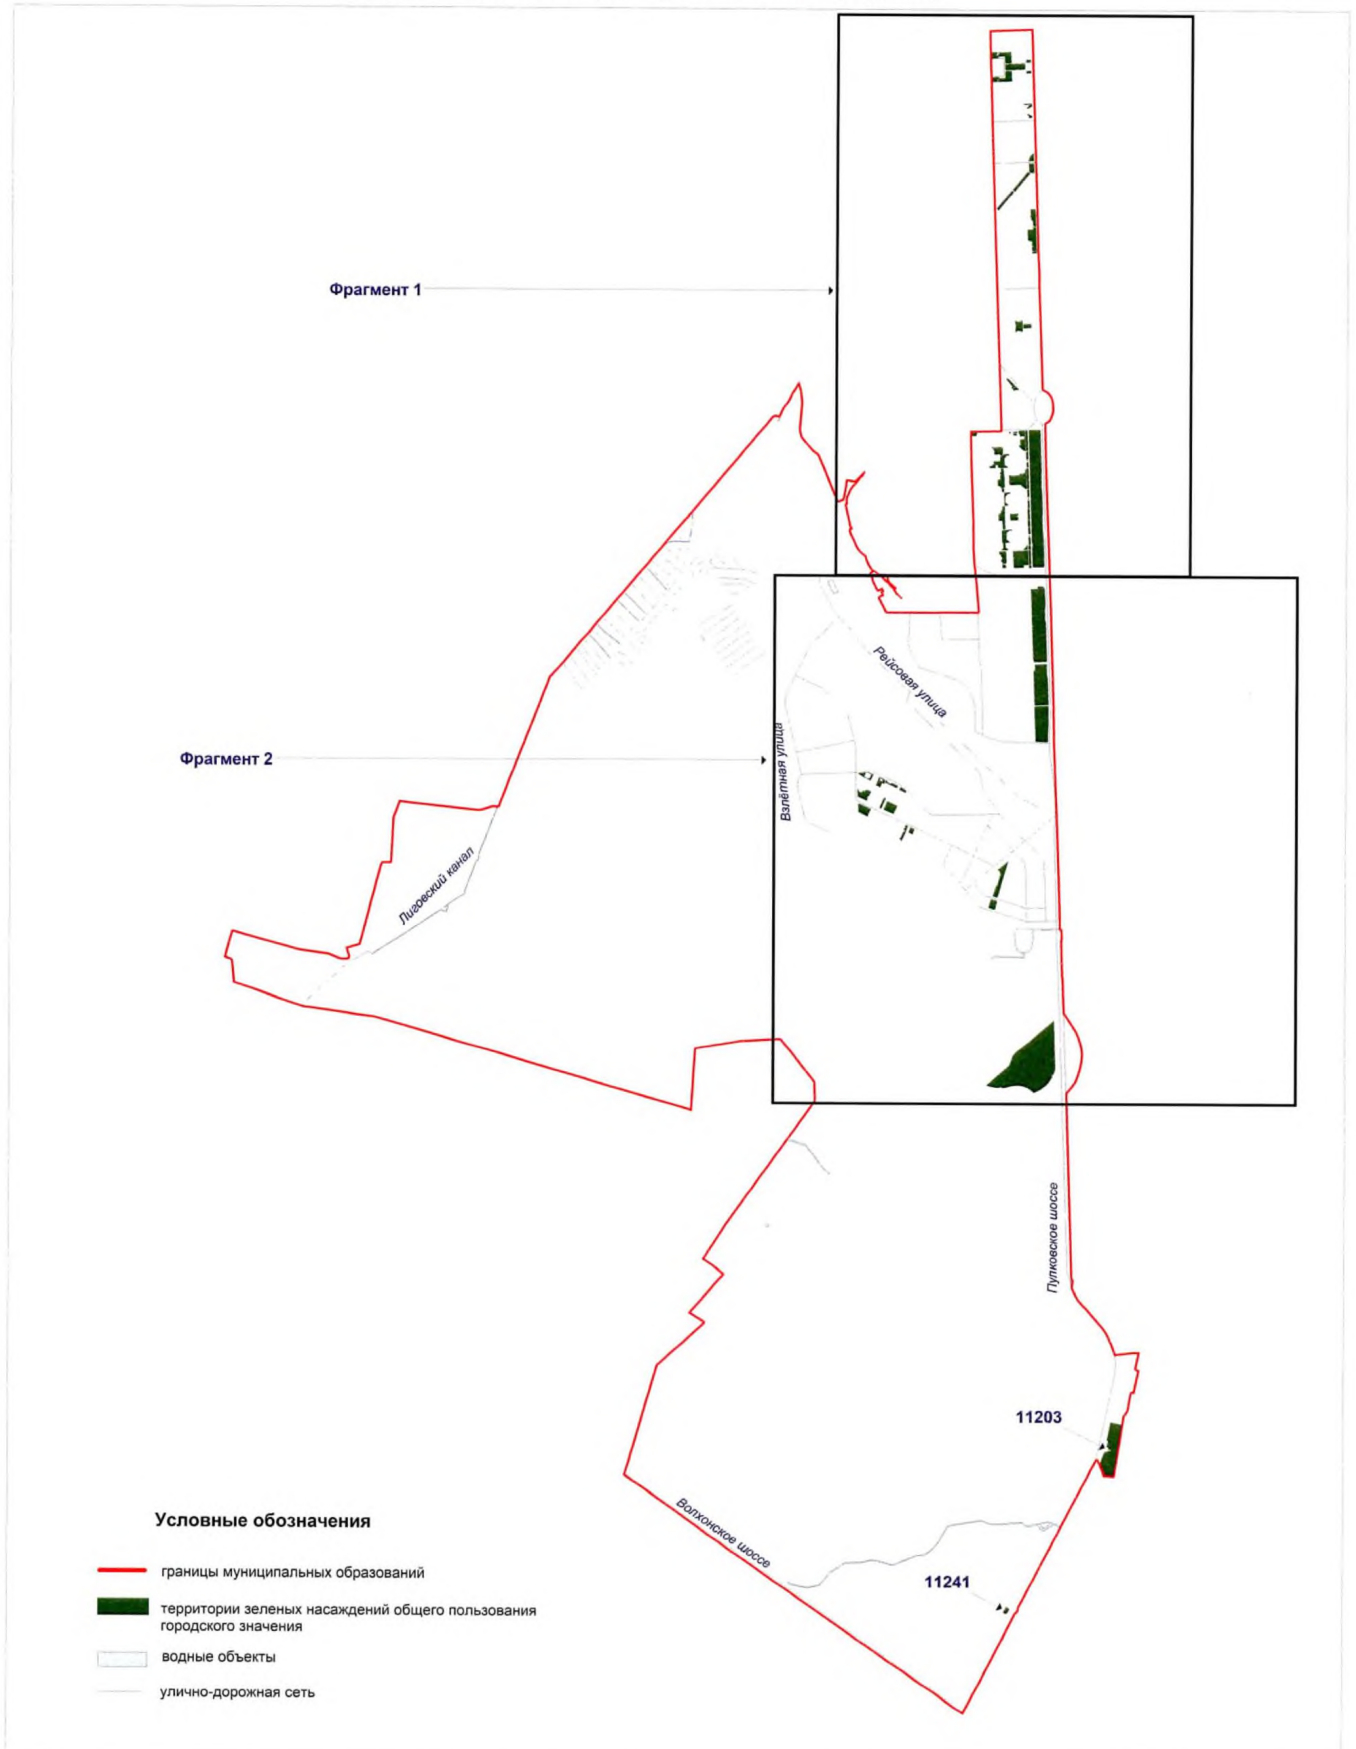 Фрагмент 1
Рейсовая улица
Фрагмент 2
Взлётная улица
Лиговский канал
Пулковское шоссе
11203
Волхонское шоссе
11241
Условные обозначения
границы муниципальных образований
территории зеленых насаждений общего пользования
городского значения
водные объекты
улично-дорожная сеть